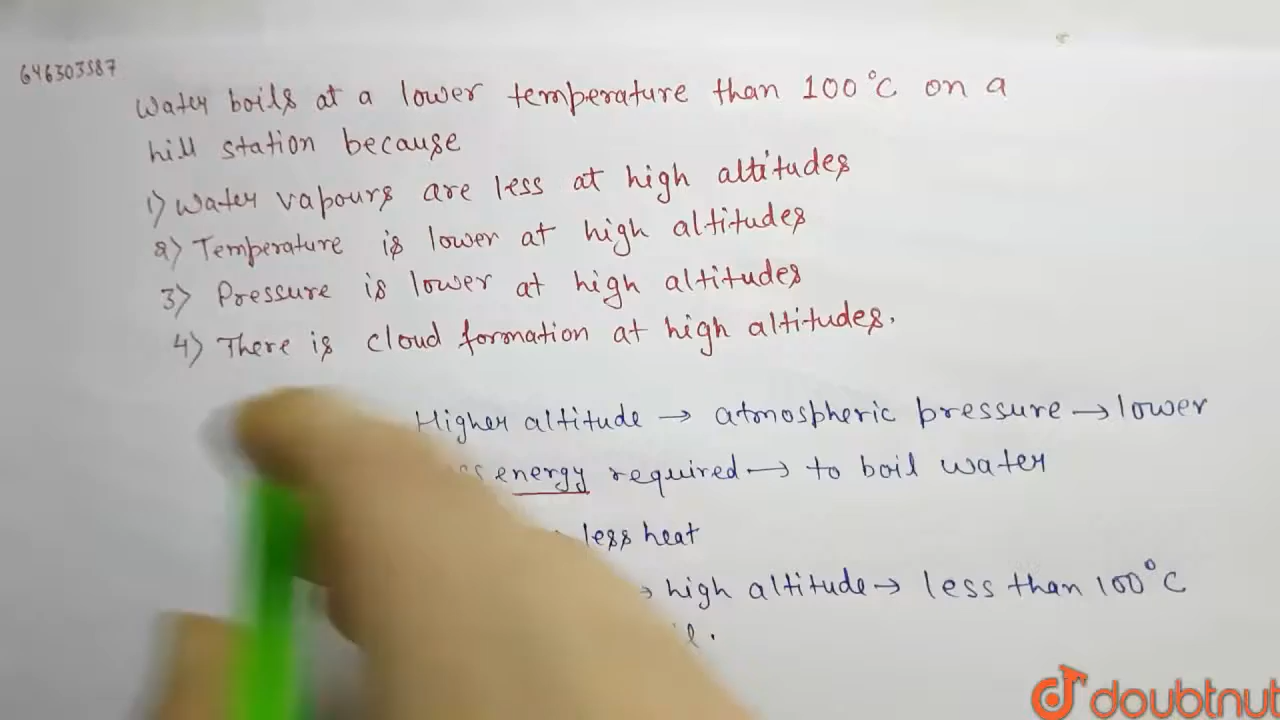 646303587
Water boils at a lower temperature than 100°C on a
hill station because
1) Water vapours are less at high altitudes
2) Temperature is lower at high altitudes
3) Pressure is lower at high altitudes
4) There is cloud formation at high altitudes.
Higher altitude → atmospheric pressure → lower
energy required → to boil water
less heat
→ high altitude → less than 100°C
doubtnut